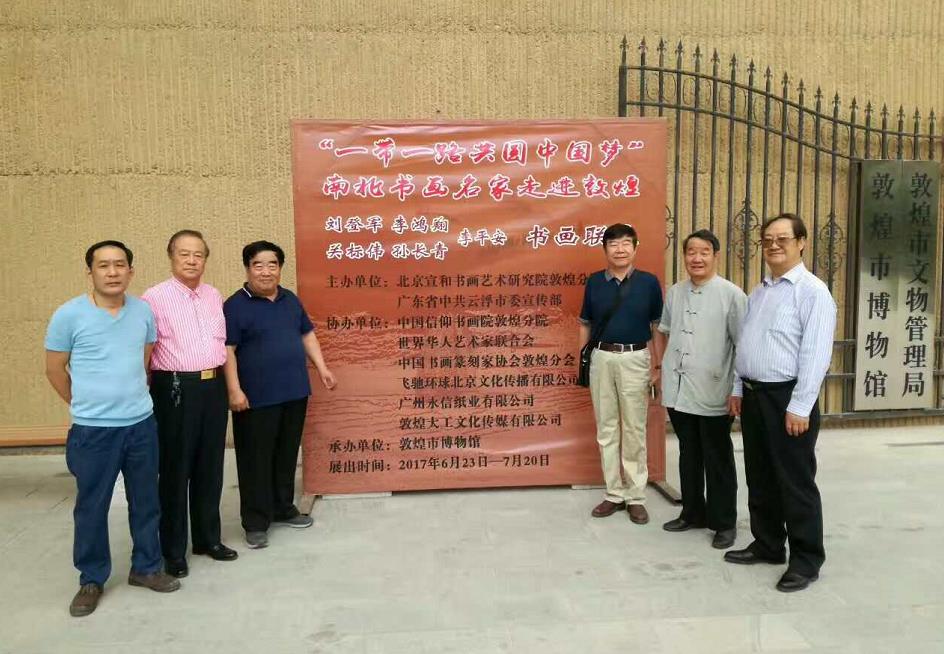 “一带一路共圆中国梦”
南北书画名家走进敦煌
刘登军 李鸿翔
关标伟 孙长青 李平安 书画联
主办单位：北京宣和书画艺术研究院敦煌分
广东省中共云浮市委宣传部
协办单位：中国信仰书画院敦煌分院
世界华人艺术家联合会
中国书画篆刻家协会敦煌分会
飞驰环球北京文化传播有限公司
广州永信纸业有限公司
敦煌大工文化传媒有限公司
承办单位：敦煌市博物馆
展出时间：2017年6月23日—7月20日
敦煌市文物管理局
敦煌市博物馆